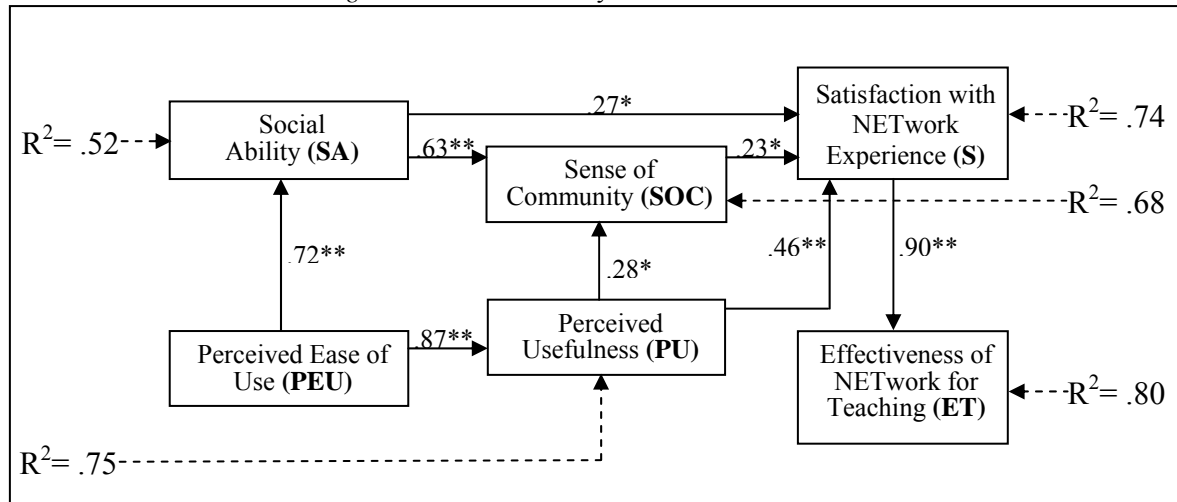 Social
Ability (SA)
R²= .52
.27*
.63**
Satisfaction with
NETwork
Experience (S)
R²= .74
Sense of
Community (SOC)
.23*
R²= .68
.72**
.28*
.46**
.90**
Perceived Ease of
Use (PEU)
.87**
Perceived
Usefulness (PU)
Effectiveness of
NETwork for
Teaching (ET)
R²= .80
R²= .75